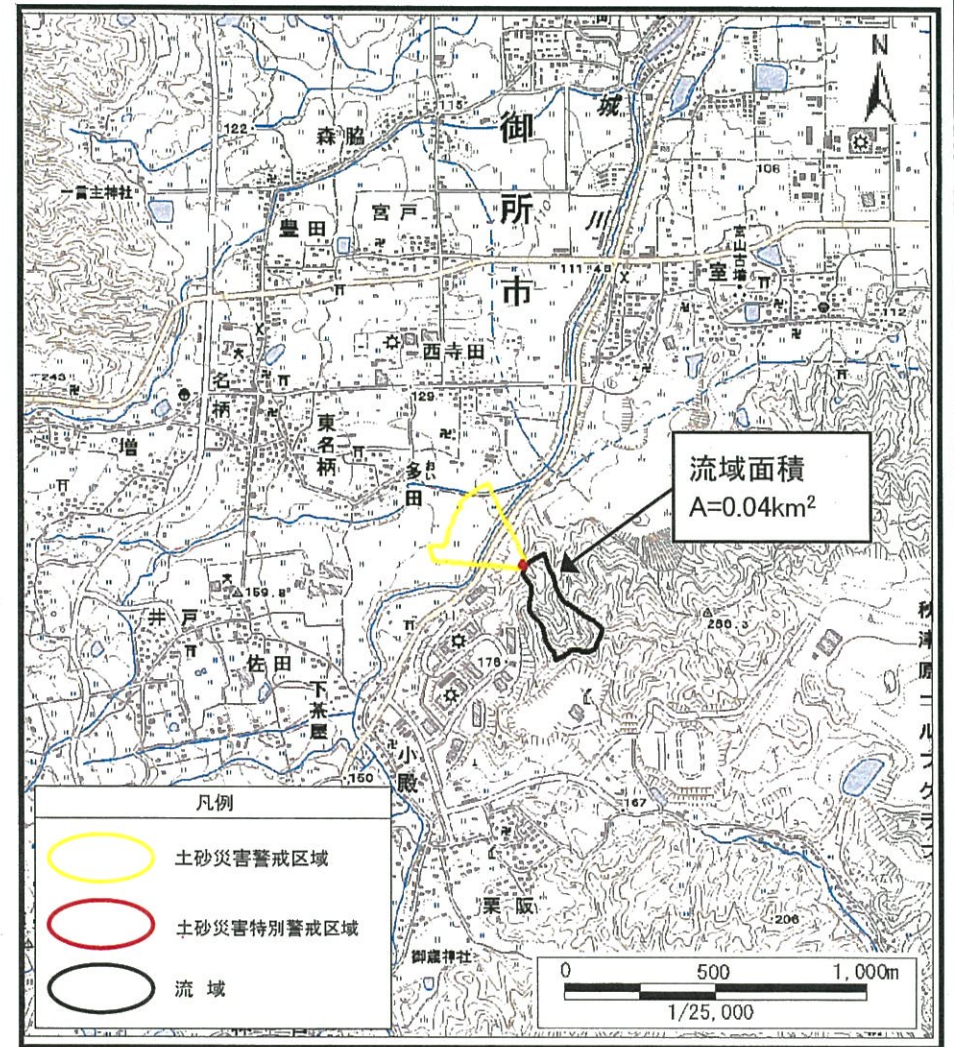 N
115
城
122
森脇
御
106
一言主神社
宮戸
110
所
川
豊田
宮山古墳
室
市
111.48
112
西寺田
243
名柄
129
東名柄
増
多田
おい
流域面積
A=0.04km²
大
159.8
井戸
佐田
286.3
秋津原ゴルフクラブ
178
下茶屋
小殿
150
167
凡例
土砂災害警戒区域
土砂災害特別警戒区域
流 域
栗阪
206
御歳神社
0 500 1,000m
1/25,000